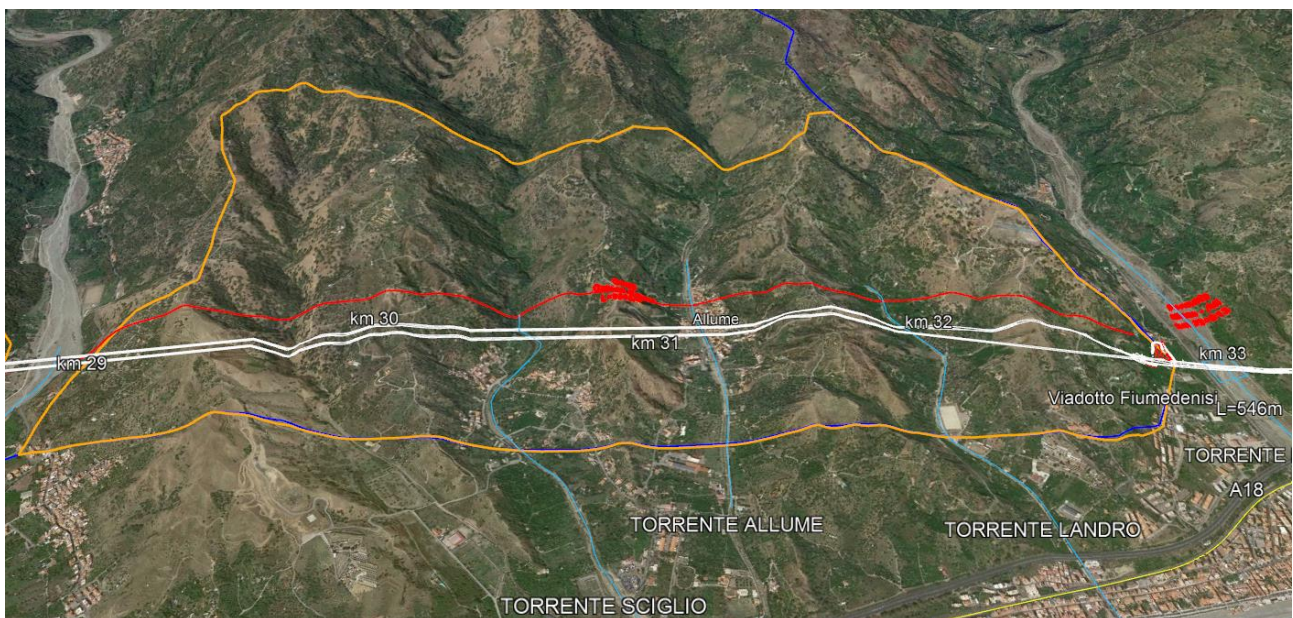 km 30
Allume
km 32
km 31
km 29
km 33
Viadotto Fiumedenisi
L=546m
TORRENTE
A18
TORRENTE ALLUME
TORRENTE LANDRO
TORRENTE SCIGLIO